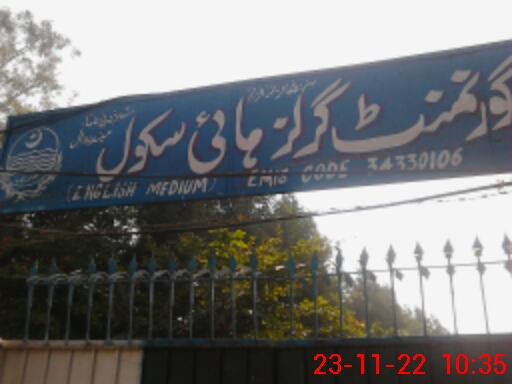 گورنمنٹ گرلز ہائی سکول
(ENGLISH MEDIUM) EMIS CODE 34330106
23-11-22 10:35